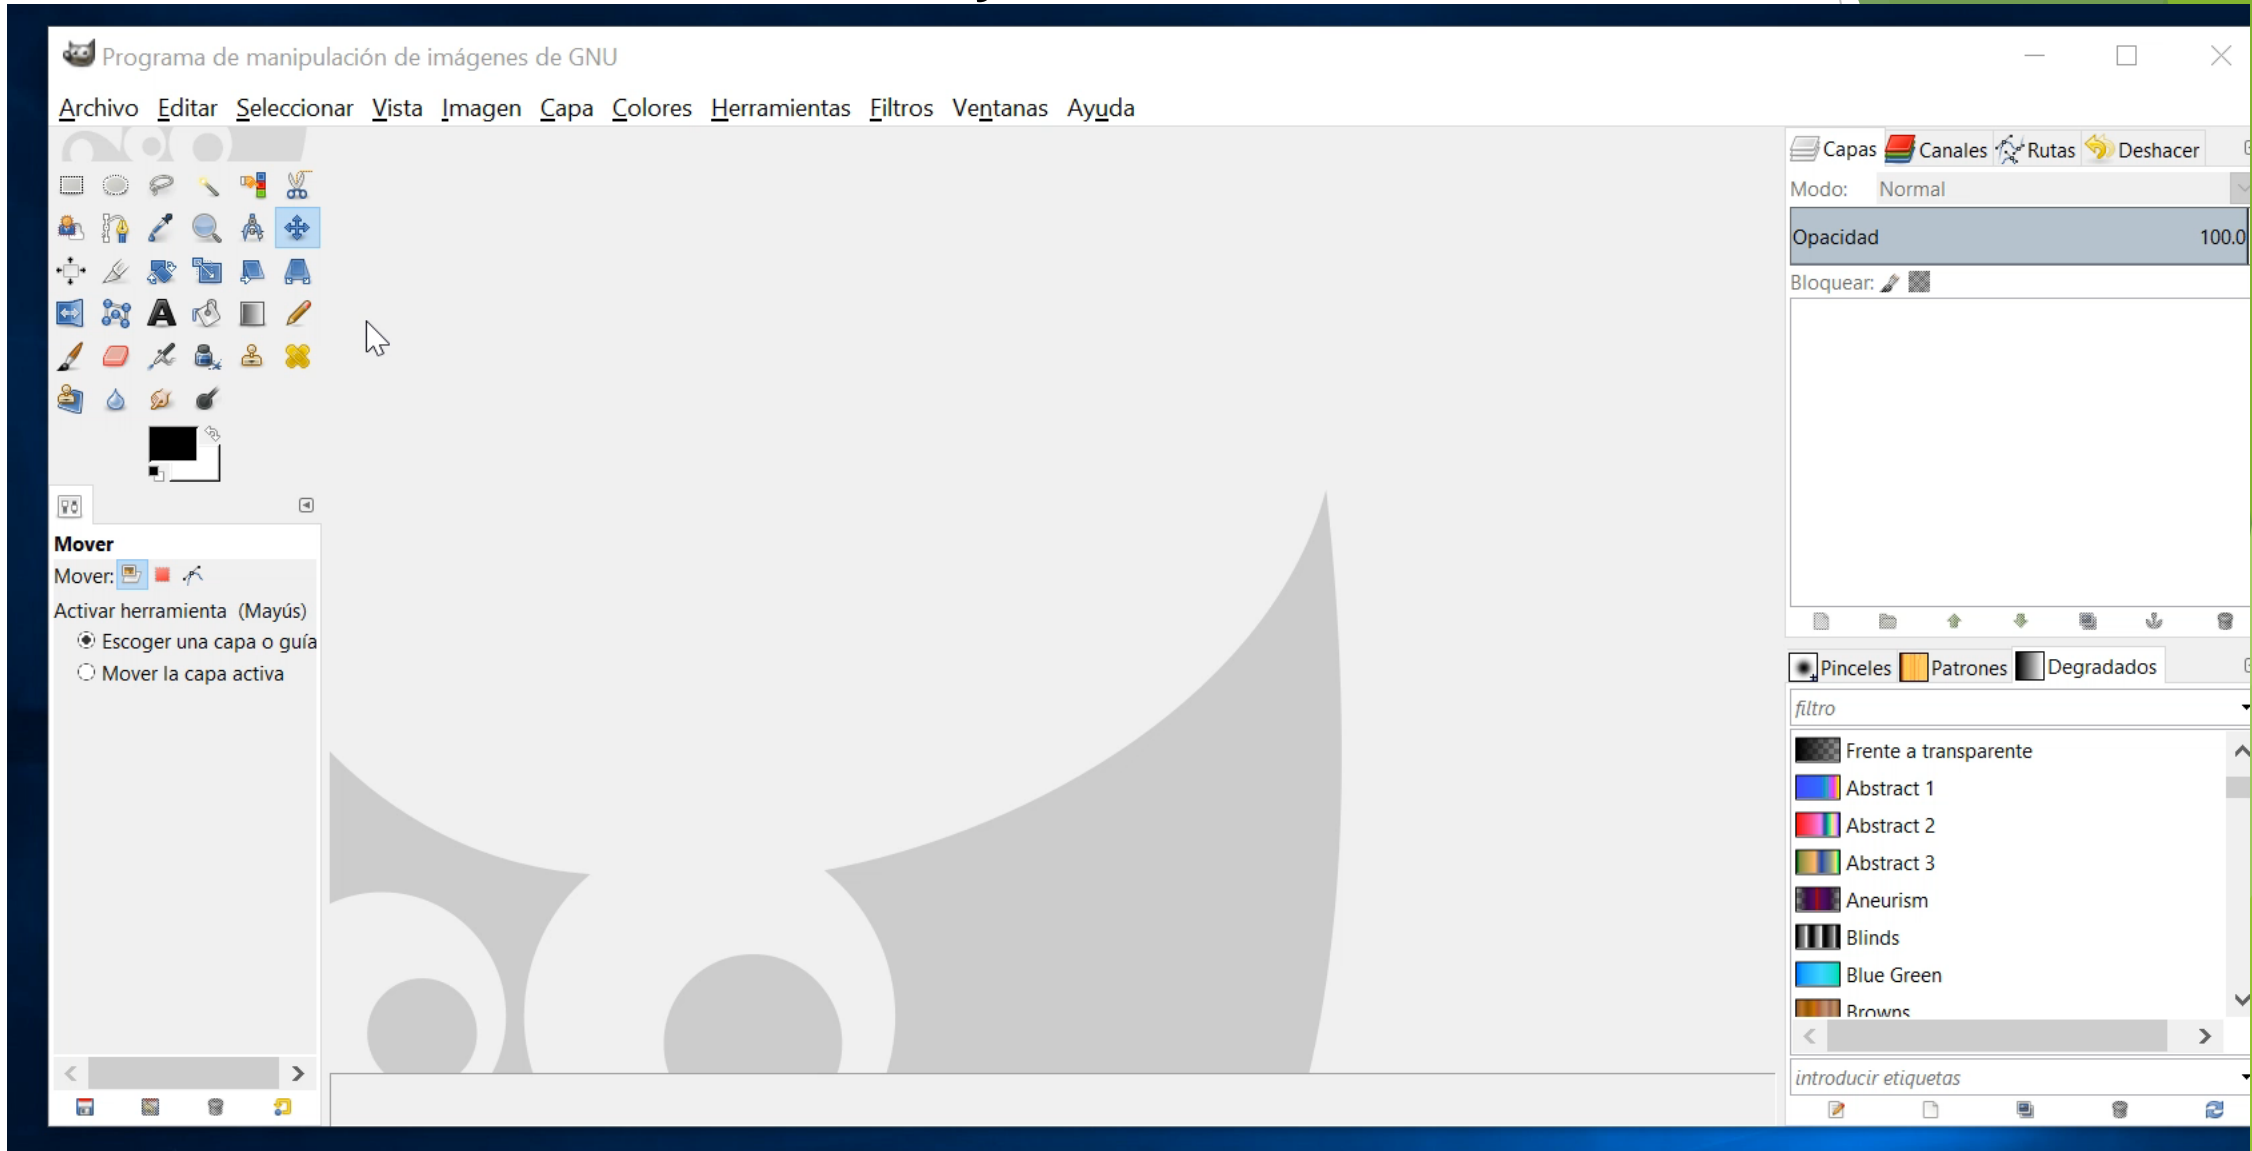 Programa de manipulación de imágenes de GNU
Archivo Editar Seleccionar Vista Imagen Capa Colores Herramientas Filtros Ventanas Ayuda
Mover
Mover:
Activar herramienta (Mayús)
Escoger una capa o guía
Mover la capa activa
Capas Canales Rutas Deshacer
Modo: Normal
Opacidad 100.0
Bloquear:
Pinceles Patrones Degradados
filtro
Frente a transparente
Abstract 1
Abstract 2
Abstract 3
Aneurism
Blinds
Blue Green
Browns
introducir etiquetas